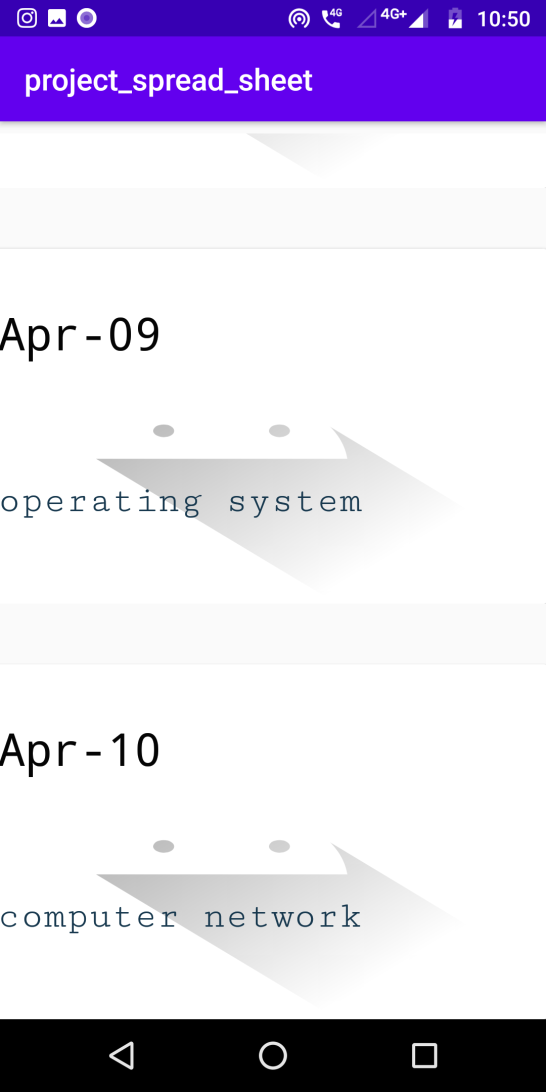 4G 4G+ 10:50
project_spread_sheet
Apr-09
operating system
Apr-10
computer network